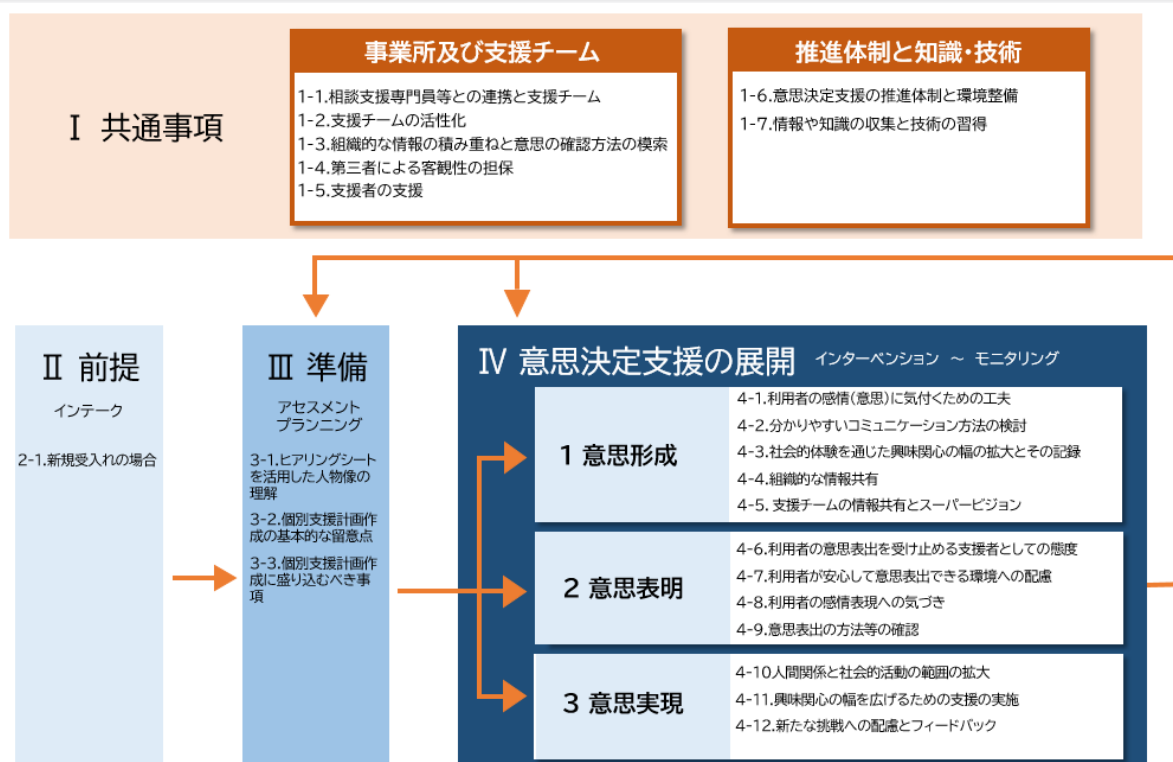 Ⅰ 共通事項
事業所及び支援チーム
1-1.相談支援専門員等との連携と支援チーム
1-2.支援チームの活性化
1-3.組織的な情報の積み重ねと意思の確認方法の模索
1-4.第三者による客観性の担保
1-5.支援者の支援
推進体制と知識・技術
1-6.意思決定支援の推進体制と環境整備
1-7.情報や知識の収集と技術の習得
Ⅱ 前提
インテーク
2-1.新規受入れの場合
Ⅲ 準備
アセスメント
プランニング
3-1.ヒアリングシート
を活用した人物像の
理解
3-2.個別支援計画作
成の基本的な留意点
3-3.個別支援計画作
成に盛り込むべき事
項
Ⅳ 意思決定支援の展開 インターベンション ～ モニタリング
1 意思形成
4-1.利用者の感情(意思)に気付くための工夫
4-2.分かりやすいコミュニケーション方法の検討
4-3.社会的体験を通じた興味関心の幅の拡大とその記録
4-4.組織的な情報共有
4-5. 支援チームの情報共有とスーパービジョン
2 意思表明
4-6.利用者の意思表出を受け止める支援者としての態度
4-7.利用者が安心して意思表出できる環境への配慮
4-8.利用者の感情表現への気づき
4-9.意思表出の方法等の確認
3 意思実現
4-10人間関係と社会的活動の範囲の拡大
4-11.興味関心の幅を広げるための支援の実施
4-12.新たな挑戦への配慮とフィードバック